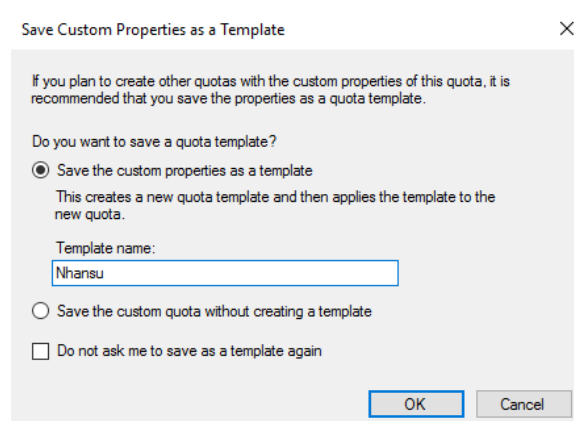 Save Custom Properties as a Template
If you plan to create other quotas with the custom properties of this quota, it is
recommended that you save the properties as a quota template.
Do you want to save a quota template?
Save the custom properties as a template
This creates a new quota template and then applies the template to the
new quota.
Template name:
Nhansu
Save the custom quota without creating a template
Do not ask me to save as a template again
OK Cancel